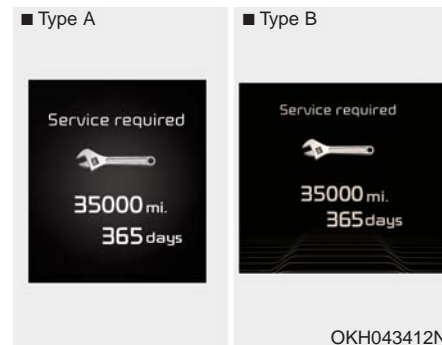 ■ Type A
Service required
35000 mi.
365 days
■ Type B
Service required
35000 mi.
365 days
OKH043412N